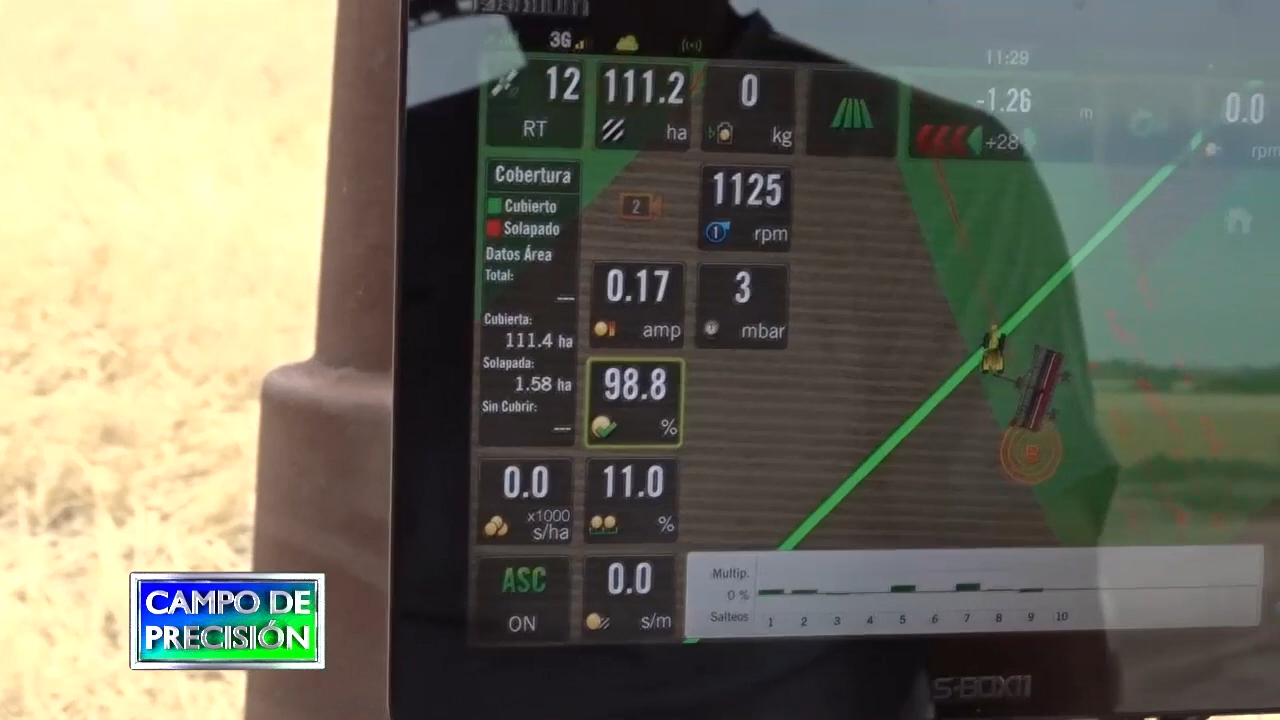 3G
11:29
12
RT
111.2
ha
0
kg
-1.26
m
+28
0.0
rpm
Cobertura
Cubierto
Solapado
Datos Área
Total:
---
Cubierta:
111.4 ha
Solapada:
1.58 ha
Sin Cubrir:
---
2
1125
1
rpm
0.17
amp
3
mbar
98.8
%
0.0
x1000
s/ha
11.0
%
ASC
ON
0.0
s/m
B
Multip.
0 %
Salteos
1 2 3 4 5 6 7 8 9 10
S-BOX11
CAMPO DE
PRECISIÓN